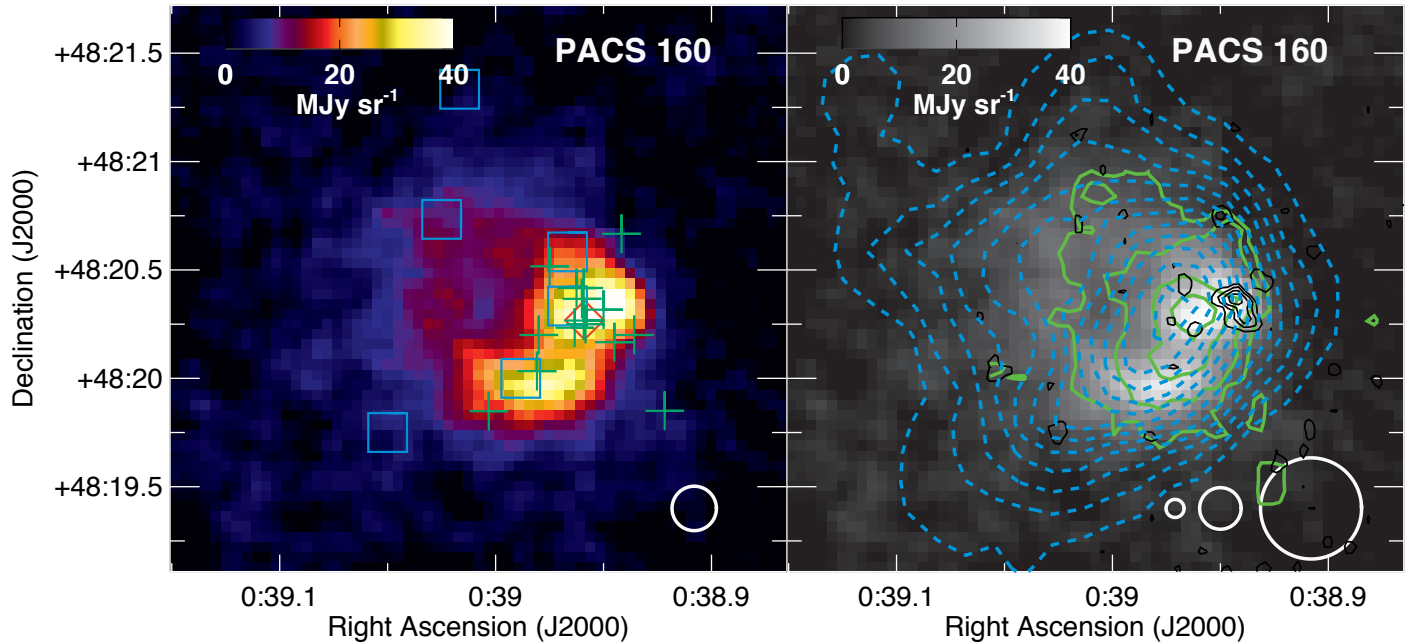 PACS 160
0 20 40
MJy sr⁻¹
PACS 160
0 20 40
MJy sr⁻¹
+48:21.5
+48:21
+48:20.5
+48:20
+48:19.5
Declination (J2000)
0:39.1 0:39 0:38.9
0:39.1 0:39 0:38.9
Right Ascension (J2000)
Right Ascension (J2000)